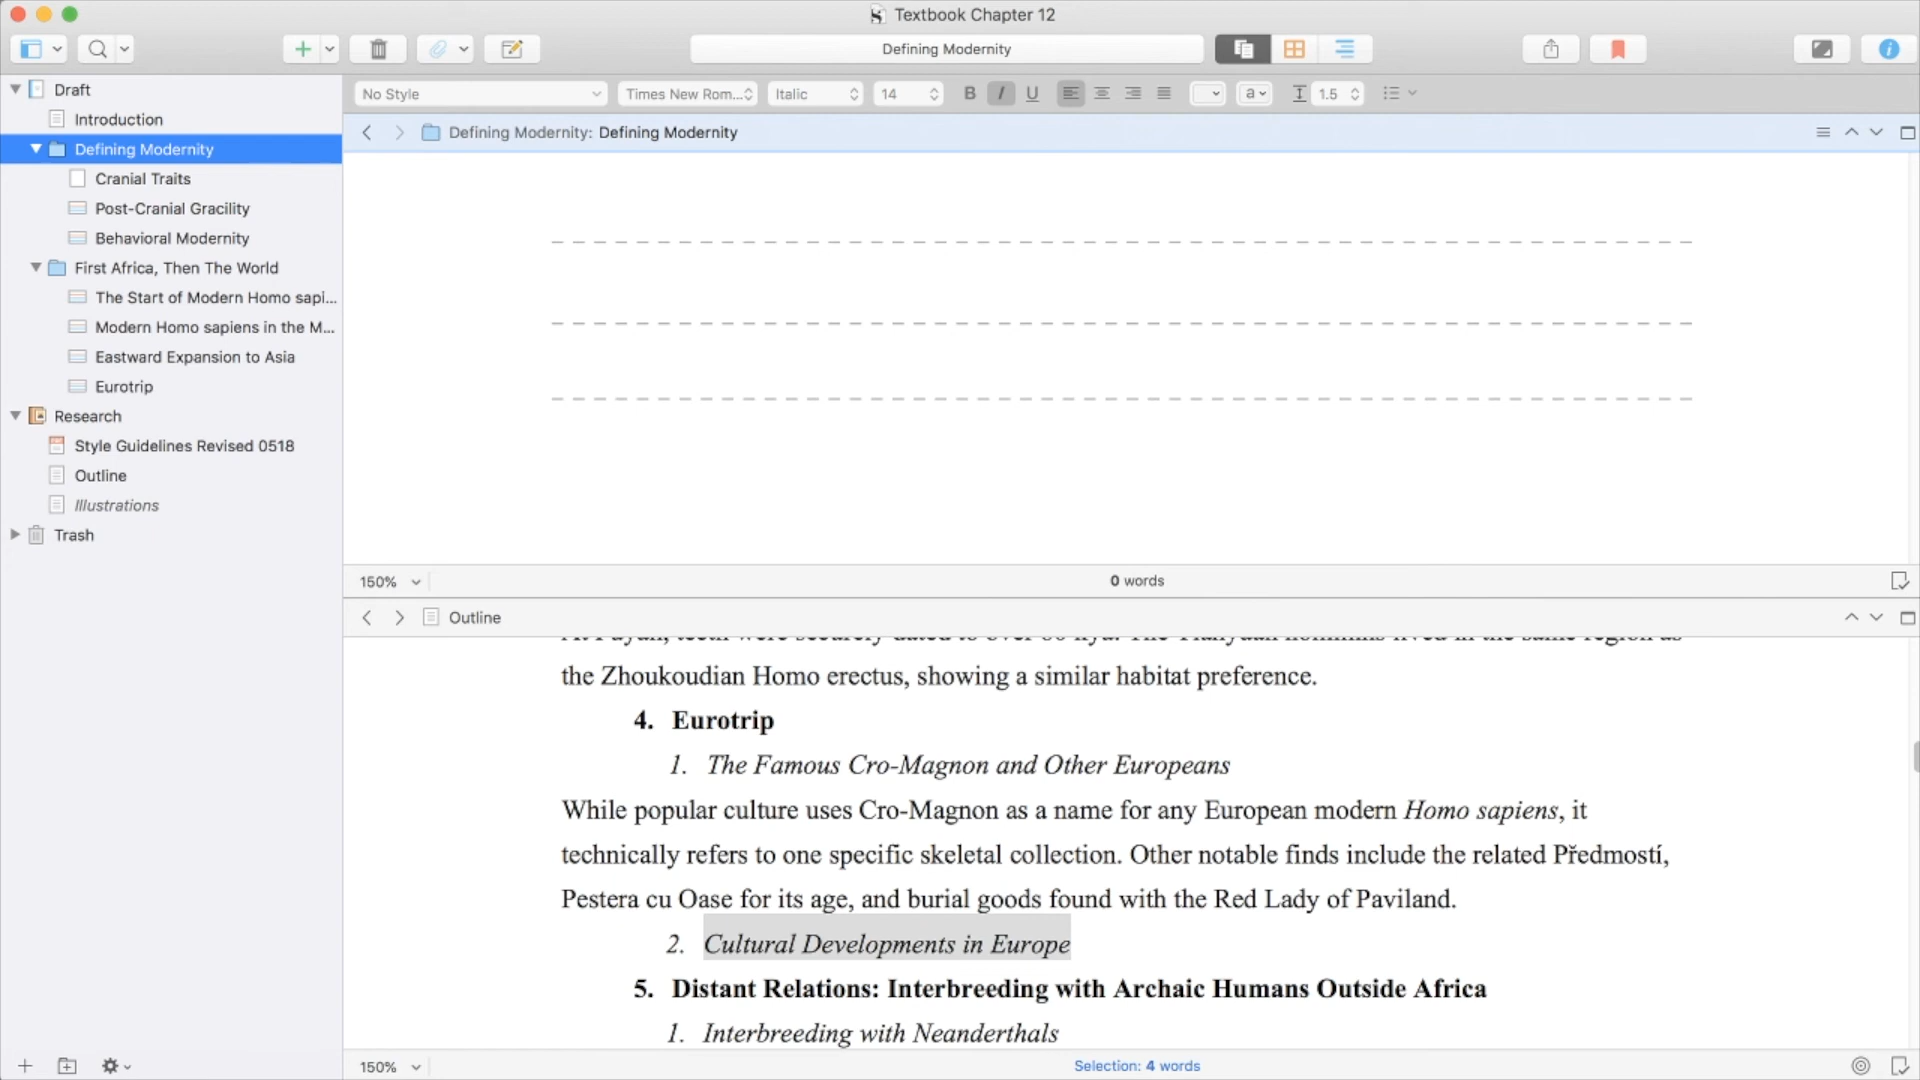 Textbook Chapter 12
Defining Modernity
Draft
Introduction
Defining Modernity
Cranial Traits
Post-Cranial Gracility
Behavioral Modernity
First Africa, Then The World
The Start of Modern Homo sapi...
Modern Homo sapiens in the M...
Eastward Expansion to Asia
Eurotrip
Research
Style Guidelines Revised 0518
Outline
Illustrations
Trash
No Style Times New Rom... Italic 14 B I U a 1.5
Defining Modernity: Defining Modernity
150% 0 words
Outline
the Zhoukoudian Homo erectus, showing a similar habitat preference.
4. Eurotrip
1. The Famous Cro-Magnon and Other Europeans
While popular culture uses Cro-Magnon as a name for any European modern Homo sapiens, it
technically refers to one specific skeletal collection. Other notable finds include the related Předmostí,
Pestera cu Oase for its age, and burial goods found with the Red Lady of Paviland.
2. Cultural Developments in Europe
5. Distant Relations: Interbreeding with Archaic Humans Outside Africa
1. Interbreeding with Neanderthals
150% Selection: 4 words